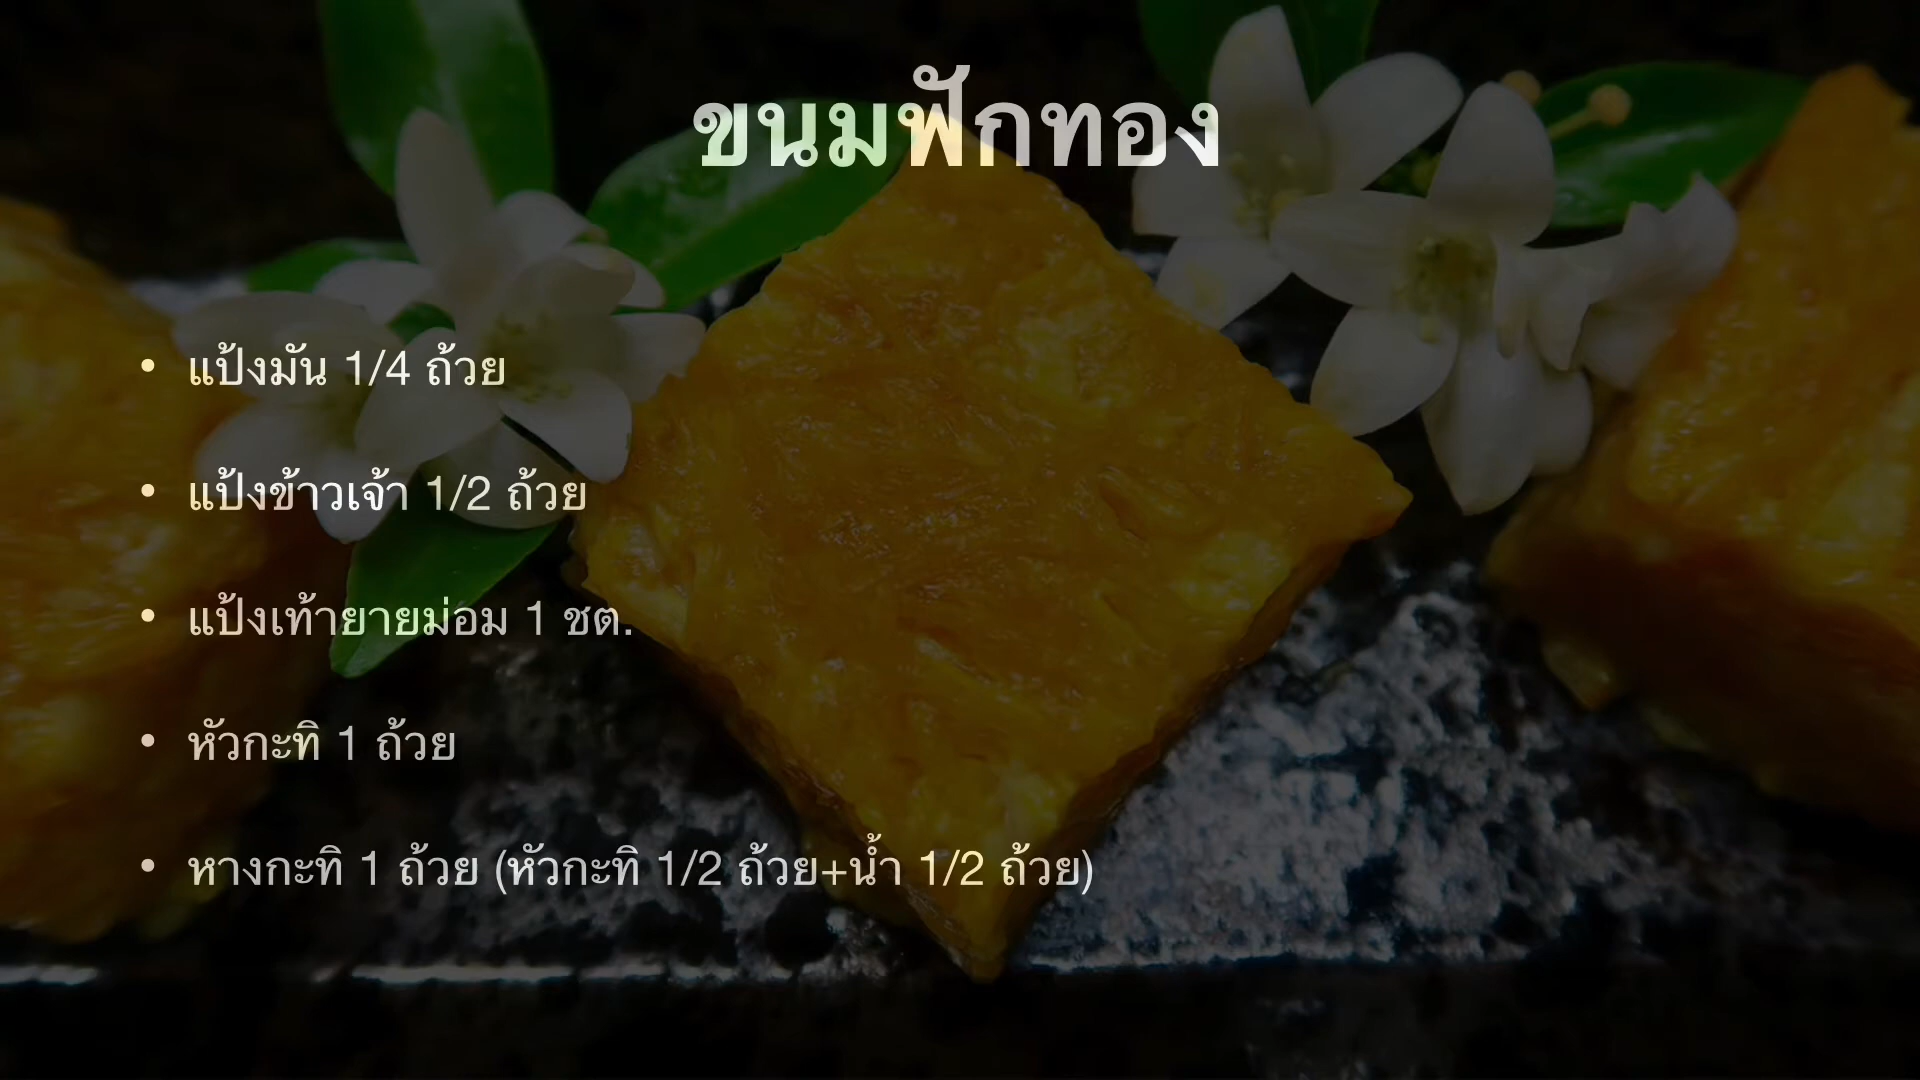 ขนมฟักทอง
• แป้งมัน 1/4 ถ้วย
• แป้งข้าวเจ้า 1/2 ถ้วย
• แป้งเท้ายายม่อม 1 ชต.
• หัวกะทิ 1 ถ้วย
• หางกะทิ 1 ถ้วย (หัวกะทิ 1/2 ถ้วย+น้ำ 1/2 ถ้วย)